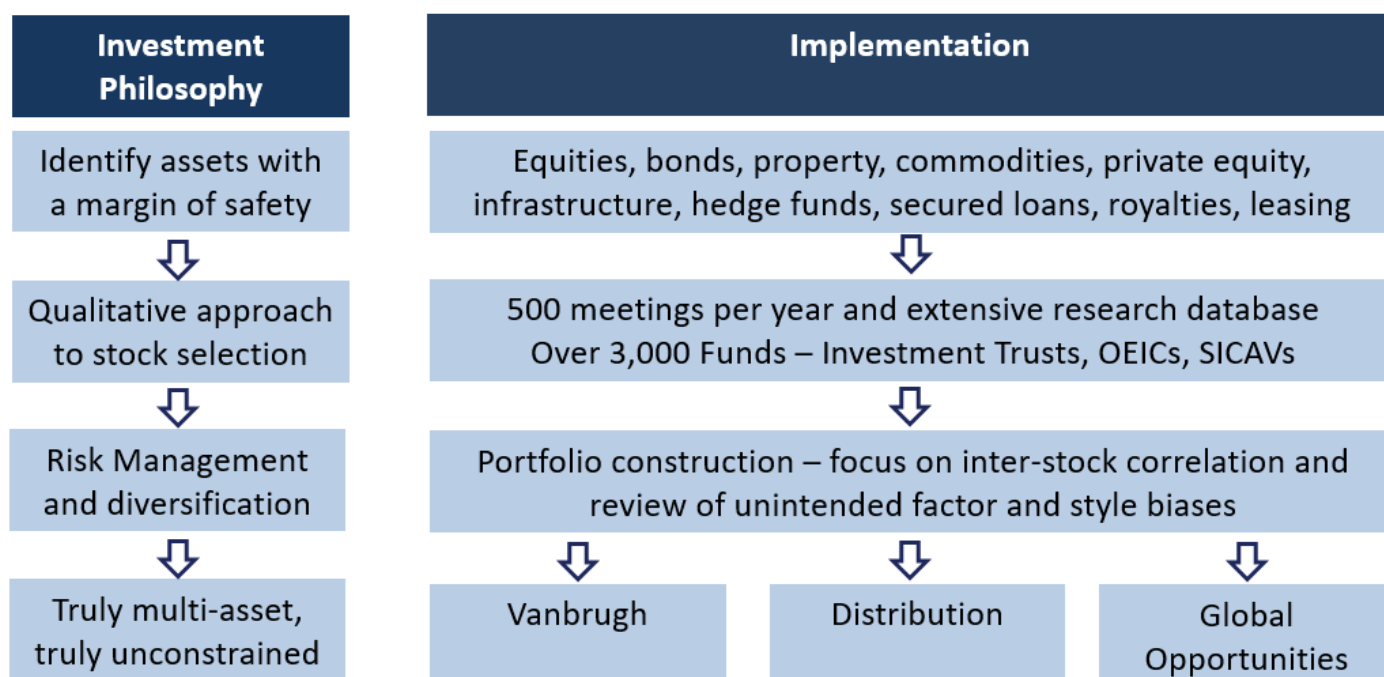 Investment
Philosophy
Implementation
Identify assets with
a margin of safety
Equities, bonds, property, commodities, private equity,
infrastructure, hedge funds, secured loans, royalties, leasing
Qualitative approach
to stock selection
500 meetings per year and extensive research database
Over 3,000 Funds – Investment Trusts, OEICs, SICAVs
Risk Management
and diversification
Portfolio construction – focus on inter-stock correlation and
review of unintended factor and style biases
Truly multi-asset,
truly unconstrained
Vanbrugh
Distribution
Global
Opportunities